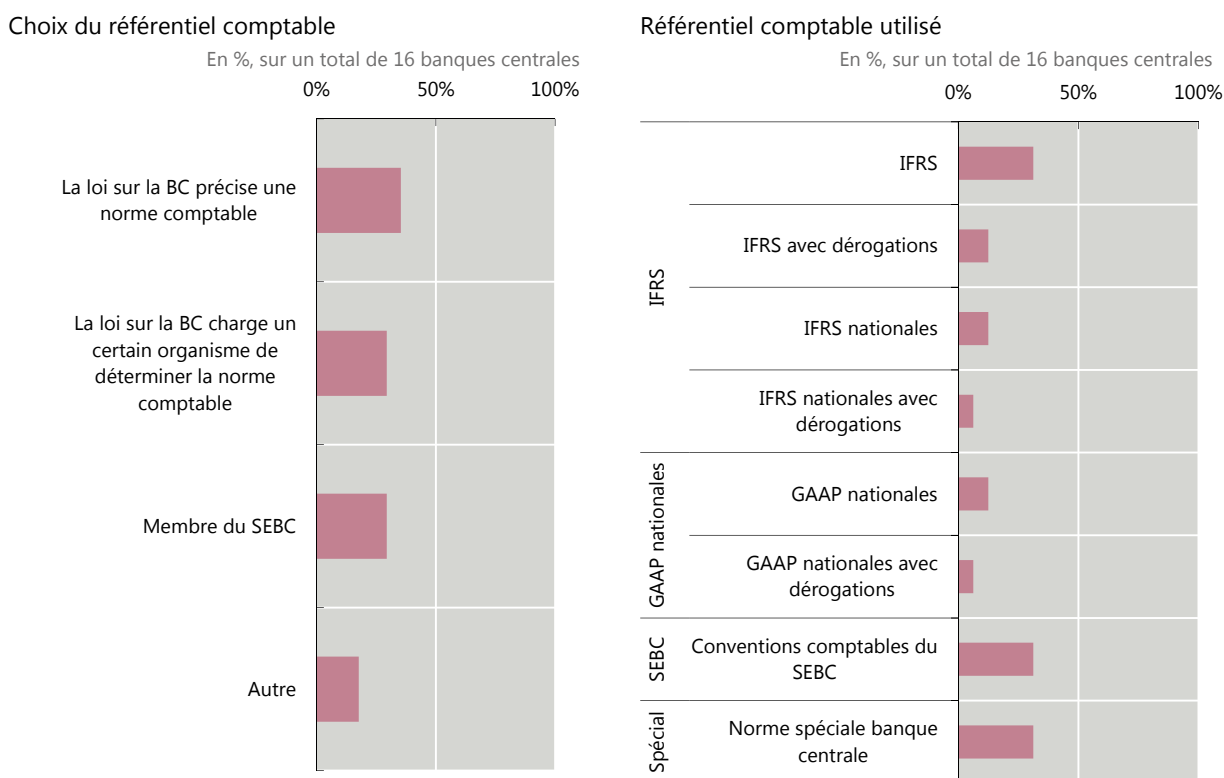 Choix du référentiel comptable
En %, sur un total de 16 banques centrales
0% 50% 100%
La loi sur la BC précise une
norme comptable
La loi sur la BC charge un
certain organisme de
déterminer la norme
comptable
Membre du SEBC
Autre
Référentiel comptable utilisé
En %, sur un total de 16 banques centrales
0% 50% 100%
IFRS
IFRS
IFRS avec dérogations
IFRS nationales
IFRS nationales avec
dérogations
GAAP nationales
GAAP nationales
GAAP nationales avec
dérogations
SEBC
Conventions comptables du
SEBC
Spécial
Norme spéciale banque
centrale